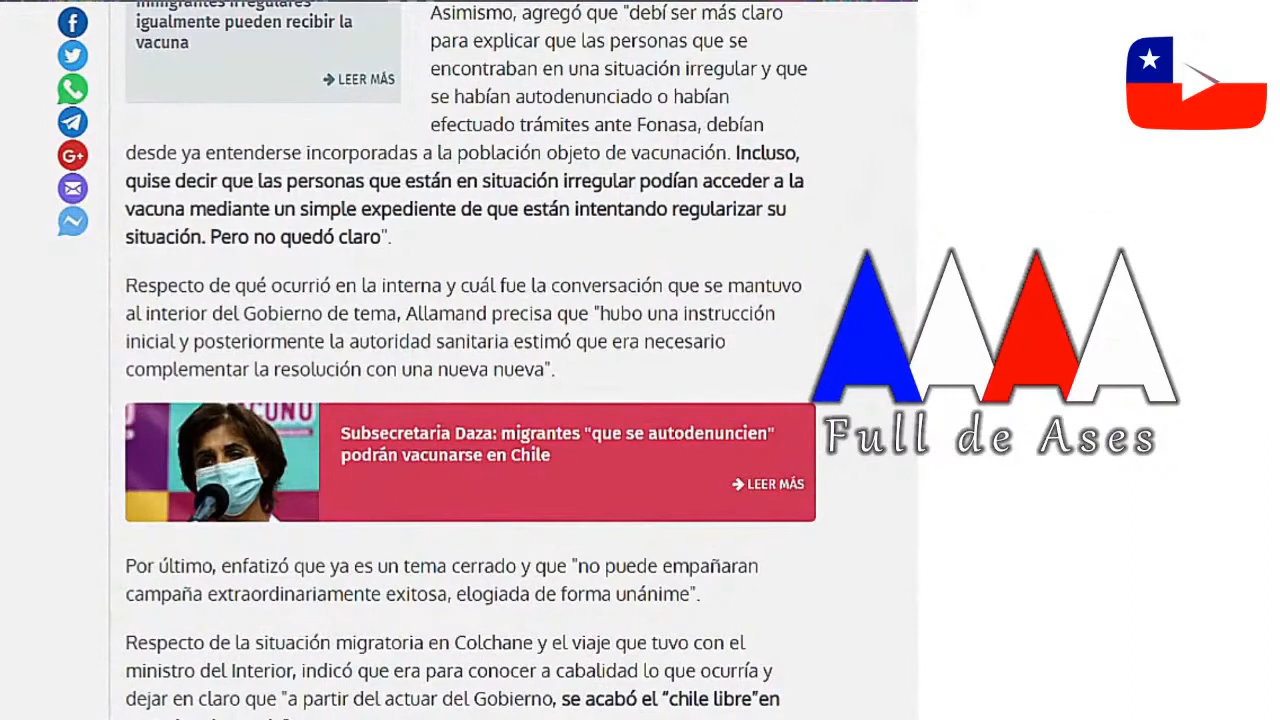 inmigrantes irregulares
igualmente pueden recibir la
vacuna
LEER MÁS
Asimismo, agregó que "debí ser más claro
para explicar que las personas que se
encontraban en una situación irregular y que
se habían autodenunciado o habían
efectuado trámites ante Fonasa, debían
desde ya entenderse incorporadas a la población objeto de vacunación. Incluso,
quise decir que las personas que están en situación irregular podían acceder a la
vacuna mediante un simple expediente de que están intentando regularizar su
situación. Pero no quedó claro".
Respecto de qué ocurrió en la interna y cuál fue la conversación que se mantuvo
al interior del Gobierno de tema, Allamand precisa que "hubo una instrucción
inicial y posteriormente la autoridad sanitaria estimó que era necesario
complementar la resolución con una nueva nueva".
Subsecretaria Daza: migrantes "que se autodenuncien"
podrán vacunarse en Chile
LEER MÁS
Full de Ases
Por último, enfatizó que ya es un tema cerrado y que "no puede empañaran
campaña extraordinariamente exitosa, elogiada de forma unánime".
Respecto de la situación migratoria en Colchane y el viaje que tuvo con el
ministro del Interior, indicó que era para conocer a cabalidad lo que ocurría y
dejar en claro que "a partir del actuar del Gobierno, se acabó el “chile libre”en